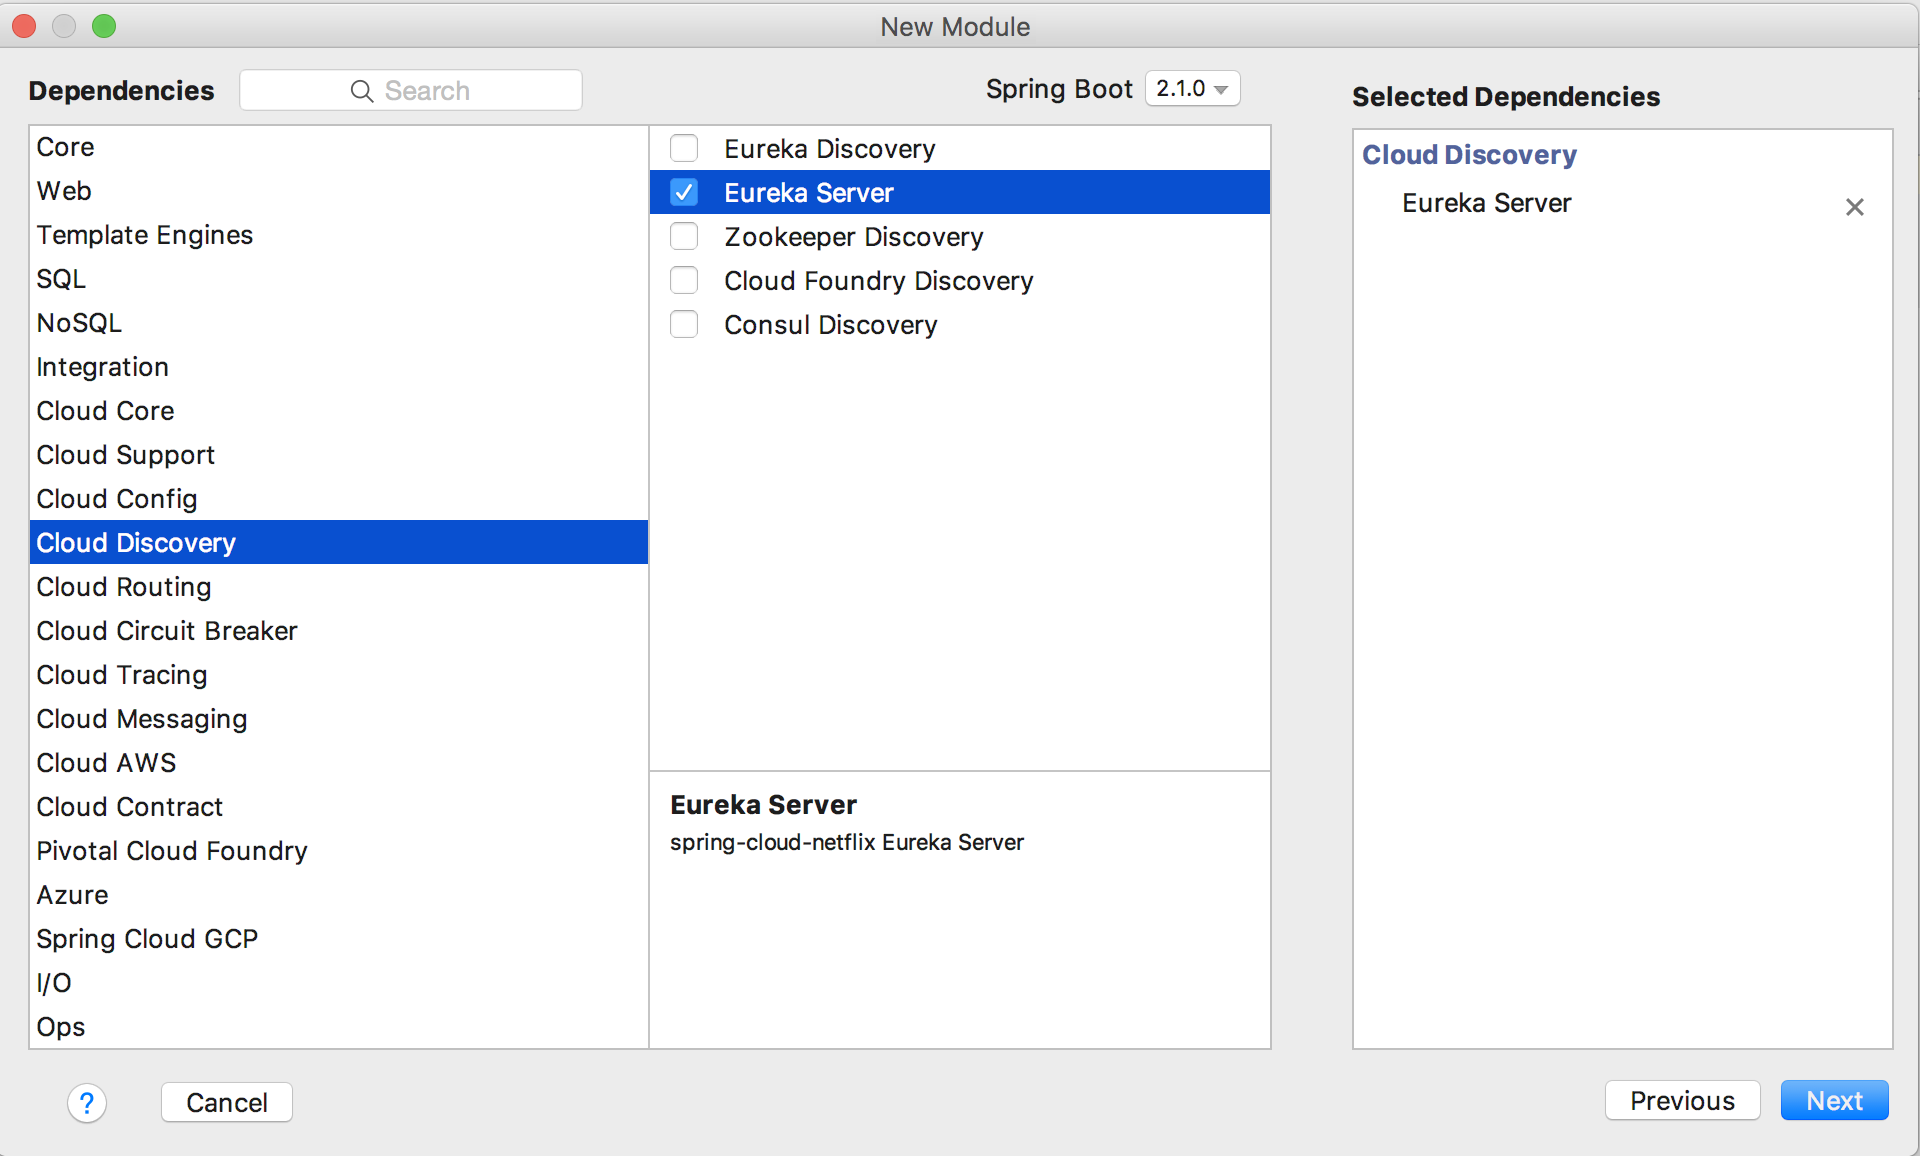 New Module
Dependencies
Search
Spring Boot 2.1.0
Core
Web
Template Engines
SQL
NoSQL
Integration
Cloud Core
Cloud Support
Cloud Config
Cloud Discovery
Cloud Routing
Cloud Circuit Breaker
Cloud Tracing
Cloud Messaging
Cloud AWS
Cloud Contract
Pivotal Cloud Foundry
Azure
Spring Cloud GCP
I/O
Ops
Eureka Discovery
Eureka Server
Zookeeper Discovery
Cloud Foundry Discovery
Consul Discovery
Eureka Server
spring-cloud-netflix Eureka Server
Selected Dependencies
Cloud Discovery
Eureka Server
?
Cancel
Previous
Next